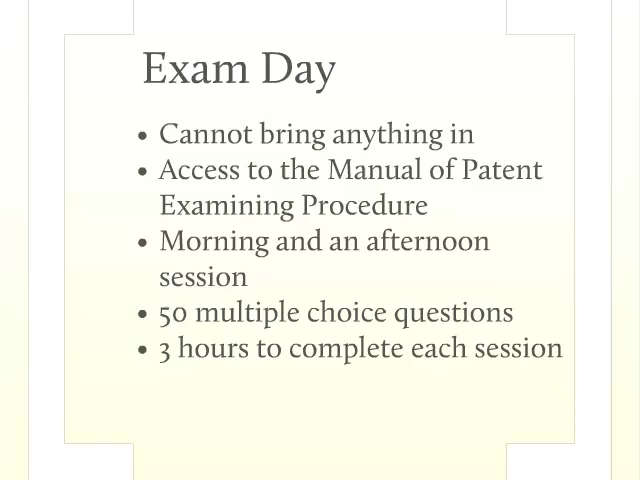 Exam Day
• Cannot bring anything in
• Access to the Manual of Patent
Examining Procedure
• Morning and an afternoon
session
• 50 multiple choice questions
• 3 hours to complete each session